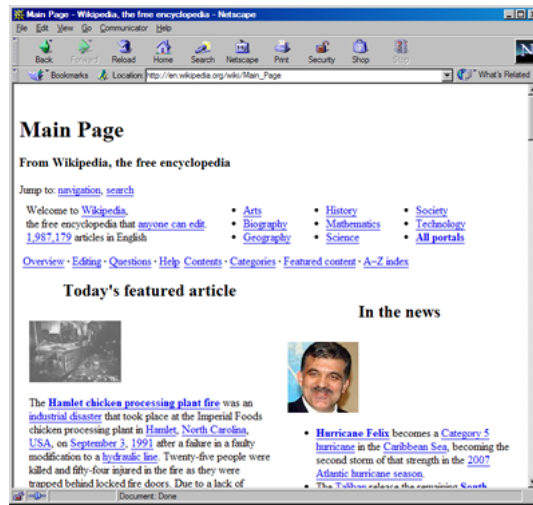 Main Page - Wikipedia, the free encyclopedia - Netscape
File Edit View Go Communicator Help
Back Forward Reload Home Search Netscape Print Security Shop Stop
Bookmarks Location: http://en.wikipedia.org/wiki/Main_Page What's Related
N
Main Page
From Wikipedia, the free encyclopedia
Jump to: navigation, search
Welcome to Wikipedia,
the free encyclopedia that anyone can edit.
1,987,179 articles in English
• Arts
• Biography
• Geography
• History
• Mathematics
• Science
• Society
• Technology
• All portals
Overview · Editing · Questions · Help Contents · Categories · Featured content · A–Z index
Today's featured article
The Hamlet chicken processing plant fire was an
industrial disaster that took place at the Imperial Foods
chicken processing plant in Hamlet, North Carolina,
USA, on September 3, 1991 after a failure in a faulty
modification to a hydraulic line. Twenty-five people were
killed and fifty-four injured in the fire as they were
trapped behind locked fire doors. Due to a lack of
In the news
• Hurricane Felix becomes a Category 5
hurricane in the Caribbean Sea, becoming the
second storm of that strength in the 2007
Atlantic hurricane season.
• The Taliban release the remaining South
Document: Done